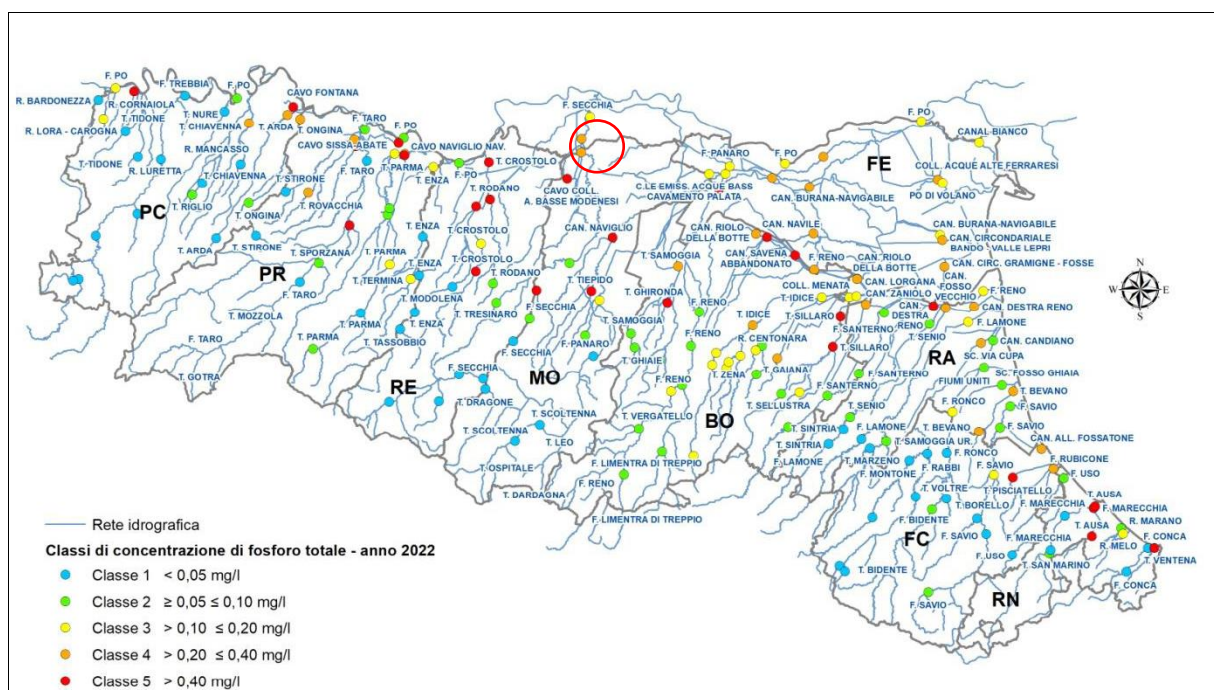 F. PO
F. TREBBIA
F. PO
R. BARDONEZZA
R. CORNAIOLA
CAVO FONTANA
F. SECCHIA
T. TIDONE
T. NURE
F. TARO
F. PO
F. PO
R. LORA - CAROGNA
T. CHIAVENNA
T. ARDA
T. ONGINA
CAVO SISSA-ABATE
CAVO NAVIGLIO NAV.
CANAL BIANCO
R. MANCASSO
T. CROSTOLO
F. PANARO
F. PO
FE
T. TIDONE
R. LURETTA
T. CHIAVENNA
T. STIRONE
F. TARO
T. PARMA
T. ENZA
F. PO
T. RODANO
CAVO COLL.
A. BASSE MODENESI
C.LE EMISS. ACQUE BASS
CAVAMENTO PALATA
COLL. ACQUE ALTE FERRARESI
PO DI VOLANO
PC
T. RIGLIO
T. ROVACCHIA
CAN. BURANA-NAVIGABILE
T. ONGINA
T. ENZA
T. CROSTOLO
CAN. NAVIGLIO
CAN. RIOLO
DELLA BOTTE
CAN. NAVILE
CAN. BURANA-NAVIGABILE
CAN. CIRCONDARIALE
BANDO - VALLE LEPRI
T. ARDA
T. STIRONE
T. SPORZANA
T. PARMA
T. ENZA
T. CROSTOLO
T. SAMOGGIA
CAN. SAVENA
ABBANDONATO
F. RENO
CAN. RIOLO
DELLA BOTTE
CAN. CIRC. GRAMIGNE - FOSSE
PR
T. TERMINA
T. RODANO
T. TIEPIDO
COLL. MENATA
CAN. LORGANA
CAN.
FOSSO
VECCHIO
F. RENO
F. TARO
T. MODOLENA
F. SECCHIA
T. GHIRONDA
F. RENO
T. IDICE
CAN. ZANIOLO
CAN. DESTRA RENO
T. MOZZOLA
T. PARMA
T. ENZA
T. TRESINARO
T. SAMOGGIA
T. IDICE
T. SILLARO
CAN.
DESTRA
RENO
F. LAMONE
T. PARMA
T. TASSOBBIO
F. PANARO
F. RENO
R. CENTONARA
F. SANTERNO
T. SENIO
CAN. CANDIANO
F. TARO
F. SECCHIA
T. GHIAIE
T. SILLARO
RA
SC. VIA CUPA
T. GOTRA
F. SECCHIA
MO
T. ZENA
T. GAIANA
F. SANTERNO
SC. FOSSO GHIAIA
RE
T. DRAGONE
F. RENO
F. SANTERNO
FIUMI UNITI
T. BEVANO
T. SCOLTENNA
T. VERGATELLO
BO
T. SELLUSTRA
T. SENIO
F. RONCO
F. SAVIO
T. SCOLTENNA
T. LEO
T. SINTRIA
F. LAMONE
T. BEVANO
F. SAVIO
T. SINTRIA
T. SAMOGGIA UR.
CAN. ALL. FOSSATONE
T. OSPITALE
F. LIMENTRA DI TREPPIO
F. LAMONE
T. MARZENO
F. RONCO
F. RUBICONE
F. MONTONE
F. RABBI
F. SAVIO
F. USO
T. DARDAGNA
F. RENO
T. VOLTRE
T. PISCIATELLO
T. AUSA
F. LIMENTRA DI TREPPIO
T. BORELLO
F. MARECCHIA
F. MARECCHIA
F. BIDENTE
T. AUSA
R. MARANO
FC
F. SAVIO
F. MARECCHIA
R. MELO
F. CONCA
F. USO
T. VENTENA
T. BIDENTE
T. SAN MARINO
F. CONCA
F. SAVIO
RN
N
W
E
S
Rete idrografica
Classi di concentrazione di fosforo totale - anno 2022
Classe 1 < 0,05 mg/l
Classe 2 ≥ 0,05 ≤ 0,10 mg/l
Classe 3 > 0,10 ≤ 0,20 mg/l
Classe 4 > 0,20 ≤ 0,40 mg/l
Classe 5 > 0,40 mg/l